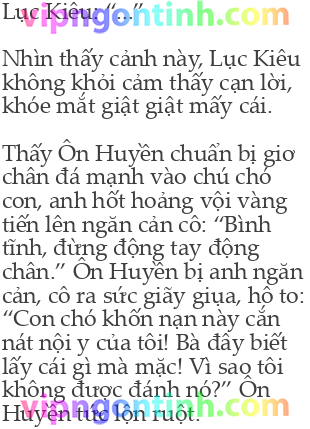 Lục Kiêu: “...”
vipngontinh.com
Nhìn thấy cảnh này, Lục Kiêu
không khỏi cảm thấy cạn lời,
khóe mắt giật giật mấy cái.
Thấy Ôn Huyền chuẩn bị giơ
chân đá mạnh vào chú chó
con, anh hốt hoảng vội vàng
tiến lên ngăn cản cô: “Bình
tĩnh, đừng động tay động
chân.” Ôn Huyền bị anh ngăn
cản, cô ra sức giãy giụa, hô to:
“Con chó khốn nạn này cắn
nát nội y của tôi! Bà đây biết
lấy cái gì mà mặc! Vì sao tôi
không được đánh nó?” Ôn
Huyền tức lộn ruột.
vipngontinh.com